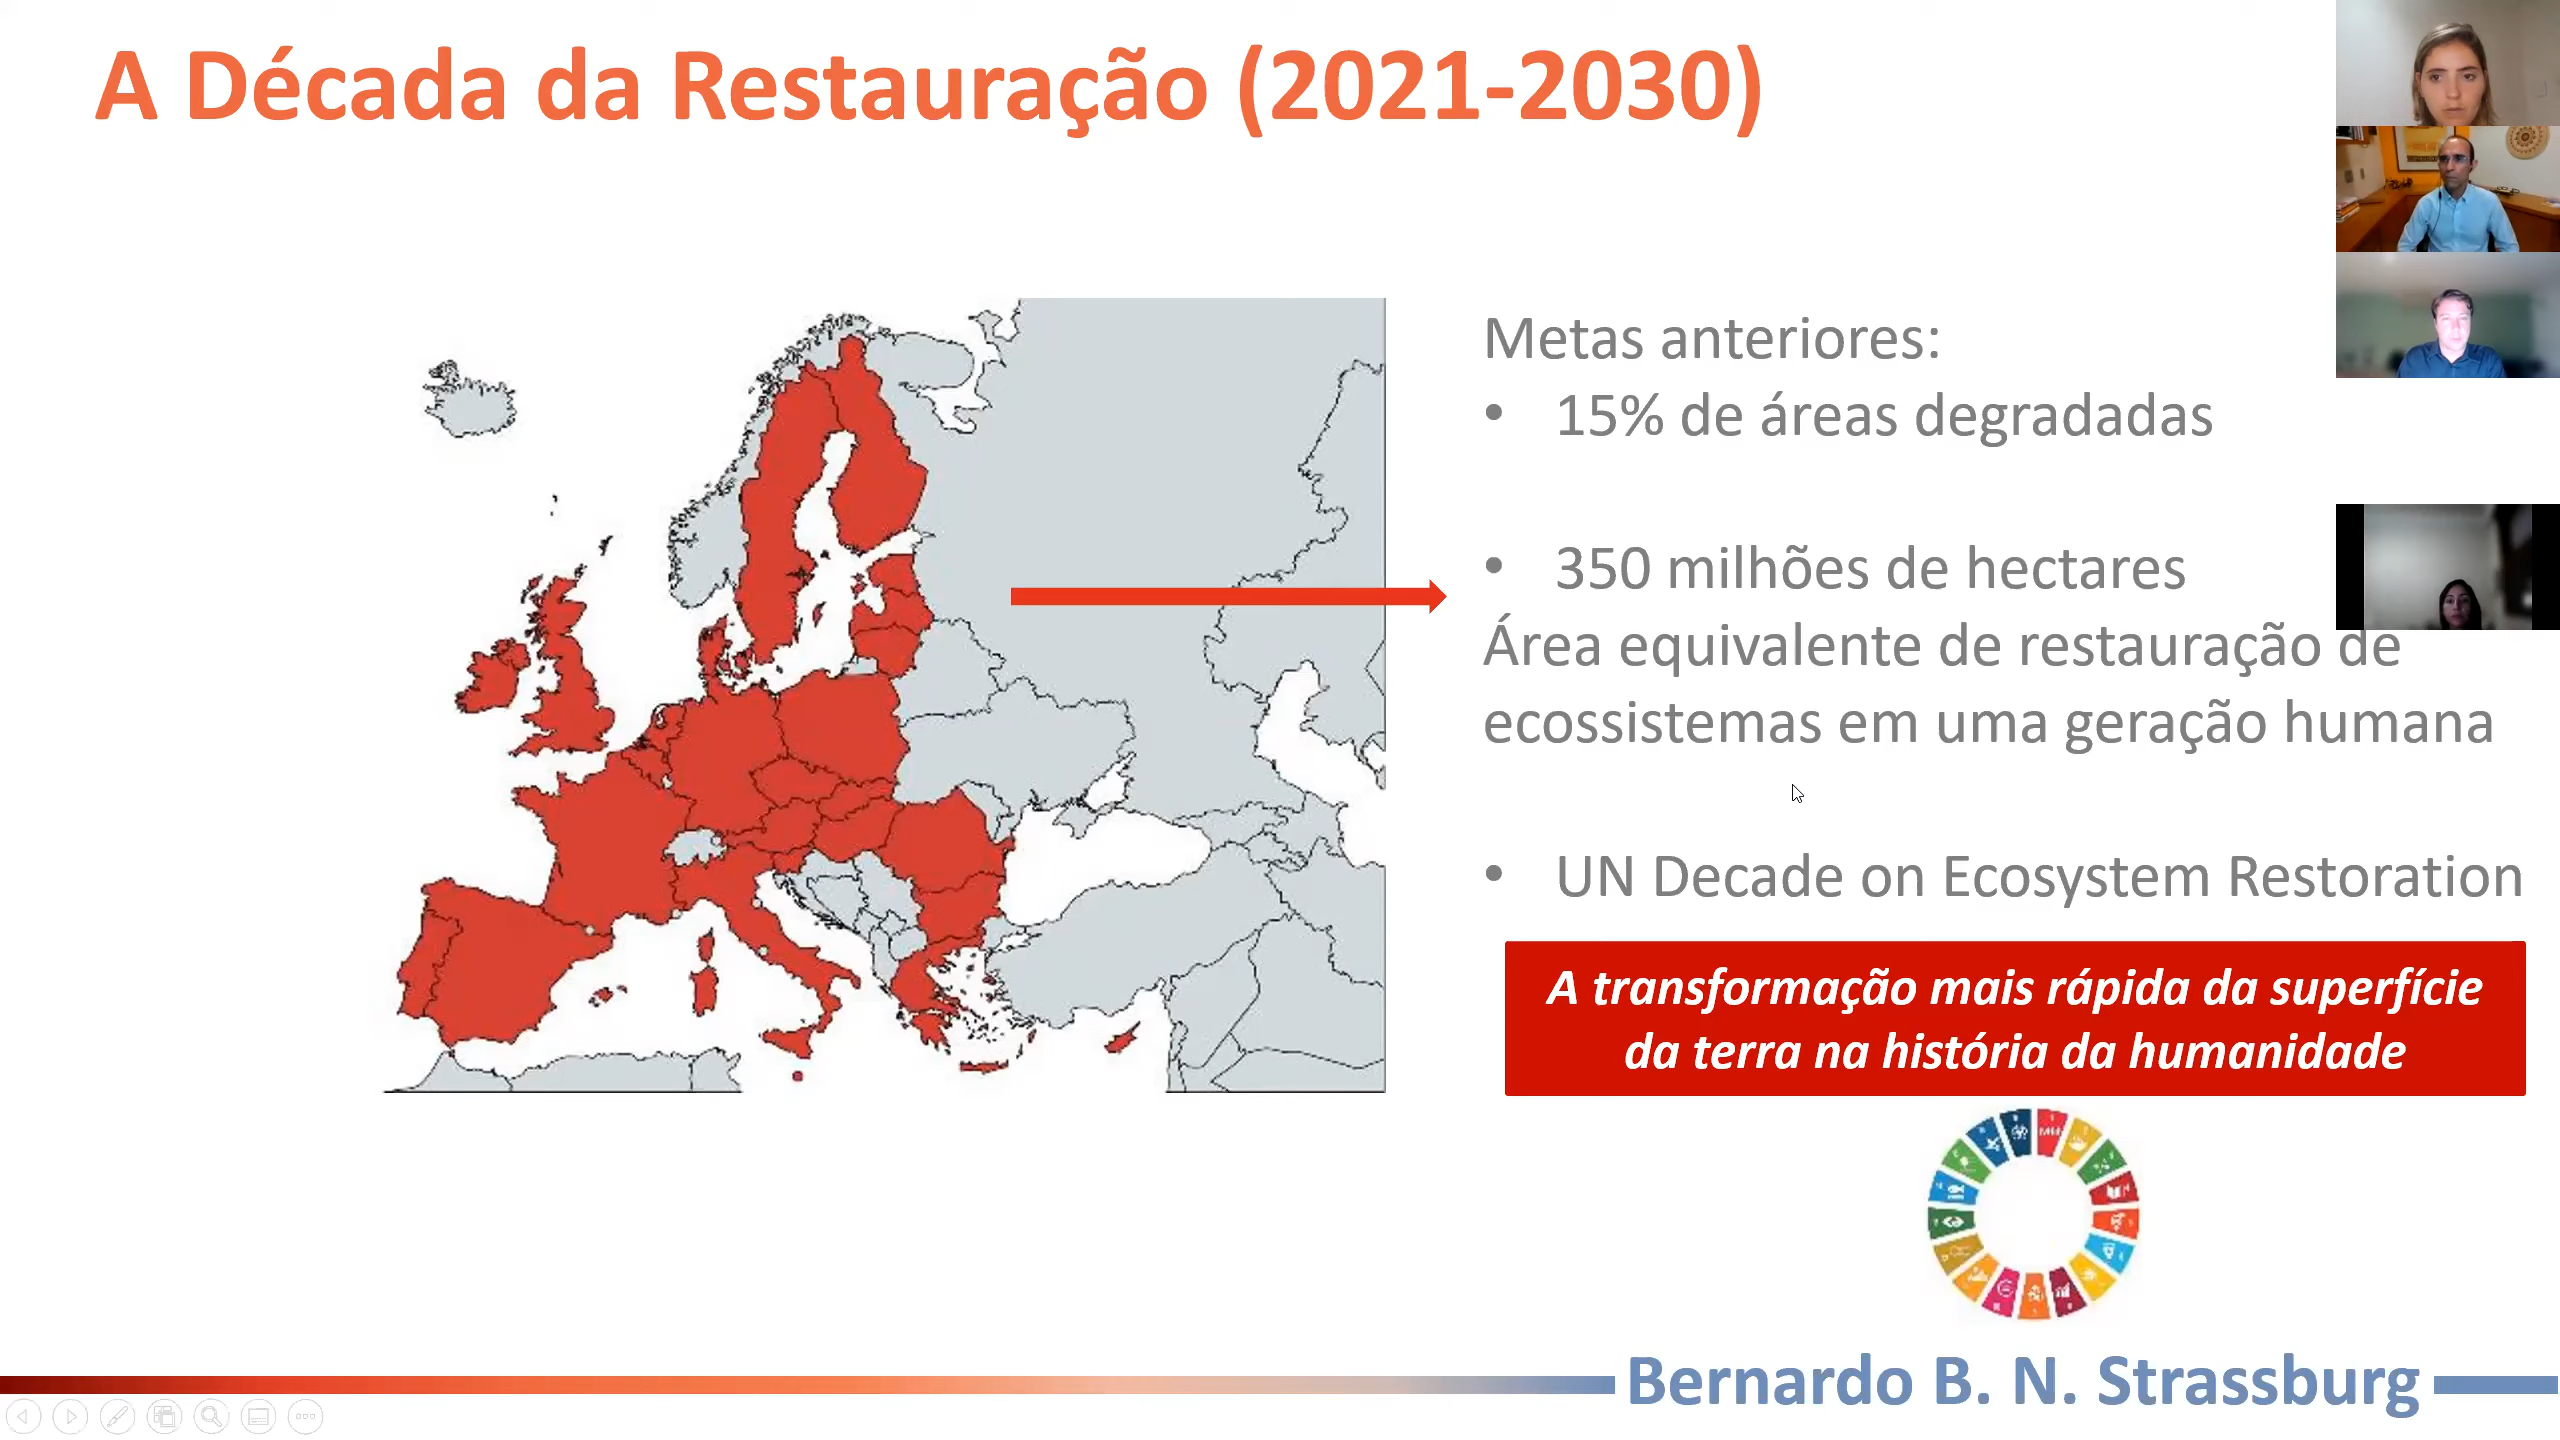 A Década da Restauração (2021-2030)
Metas anteriores:
• 15% de áreas degradadas
• 350 milhões de hectares
Área equivalente de restauração de
ecossistemas em uma geração humana
• UN Decade on Ecosystem Restoration
A transformação mais rápida da superfície
da terra na história da humanidade
Bernardo B. N. Strassburg